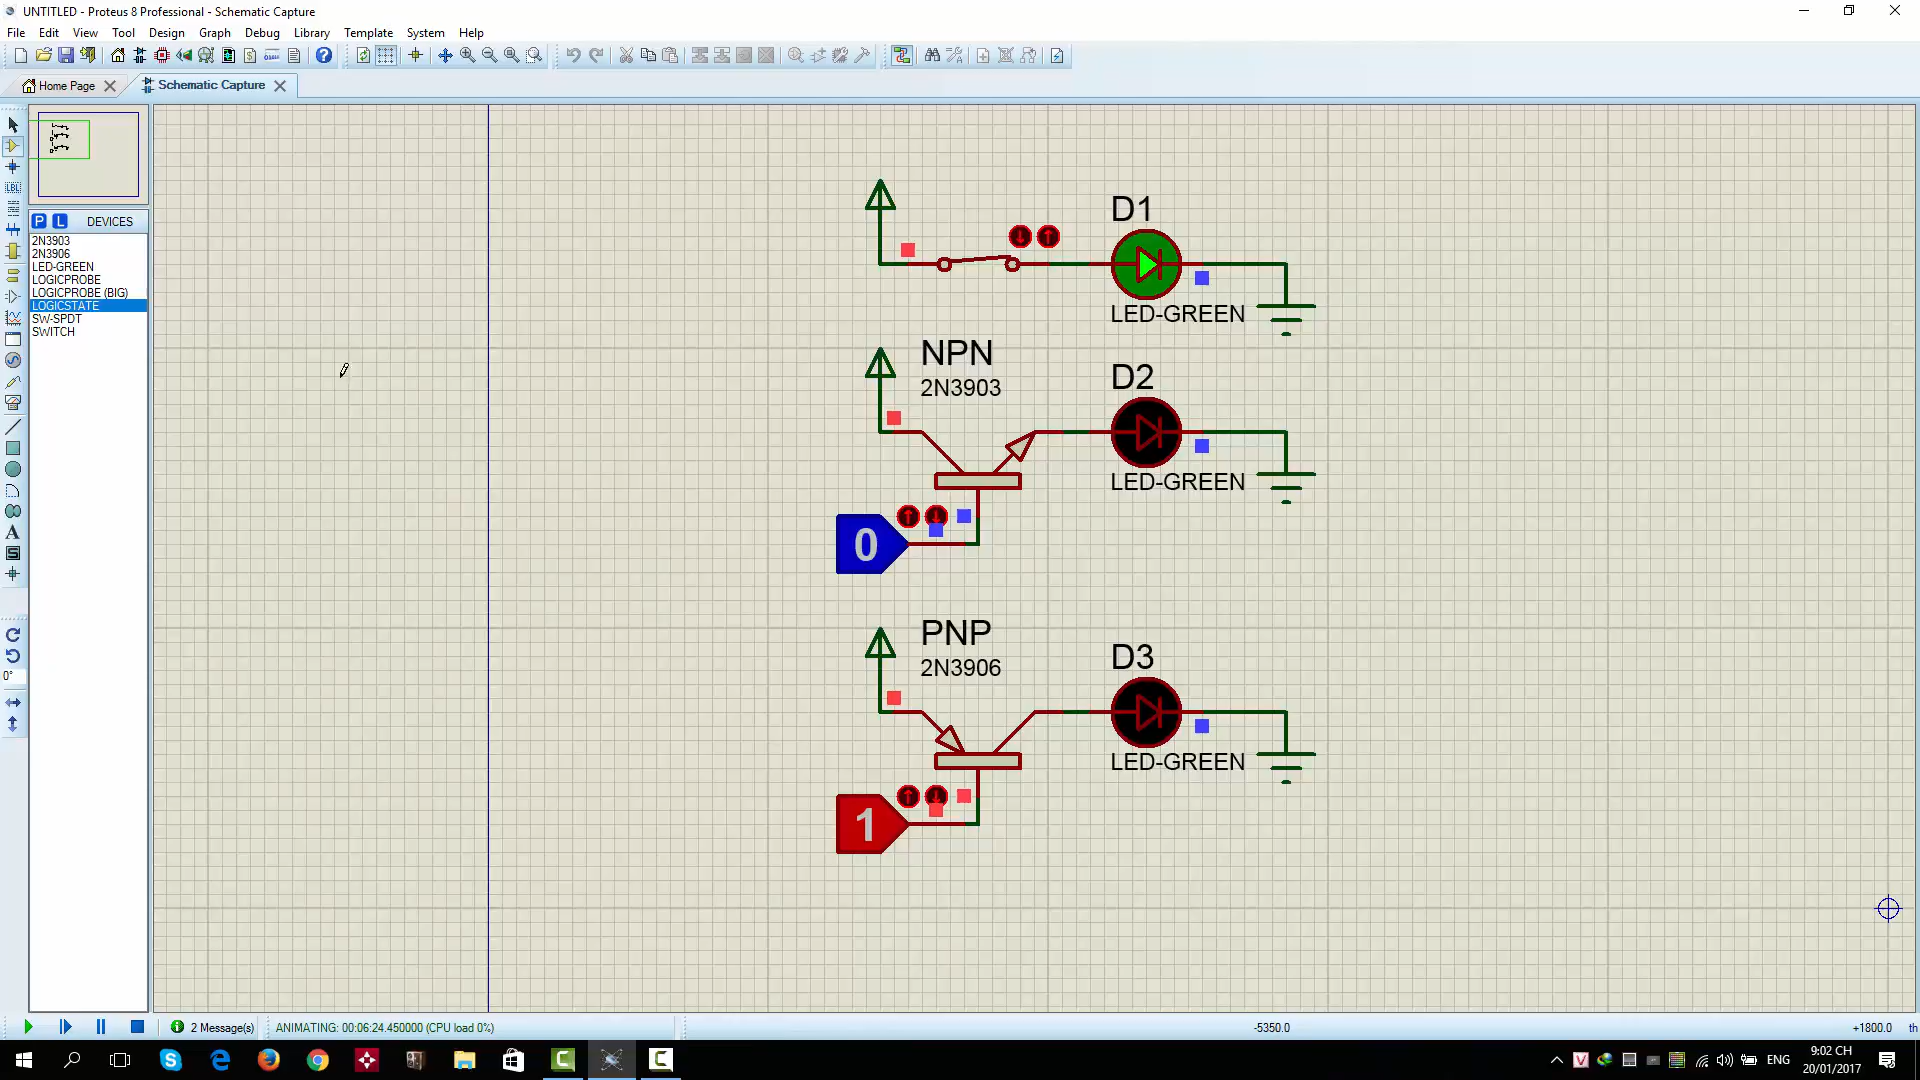 UNTITLED - Proteus 8 Professional - Schematic Capture
File Edit View Tool Design Graph Debug Library Template System Help
Home Page Schematic Capture
LBL
P L DEVICES
2N3903
2N3906
LED-GREEN
LOGICPROBE
LOGICPROBE (BIG)
LOGICSTATE
SW-SPDT
SWITCH
A
S
0°
D1
LED-GREEN
NPN
2N3903
D2
LED-GREEN
0
PNP
2N3906
D3
LED-GREEN
1
2 Message(s) ANIMATING: 00:06:24.450000 (CPU load 0%) -5350.0 +1800.0 th
ENG 9:02 CH
20/01/2017